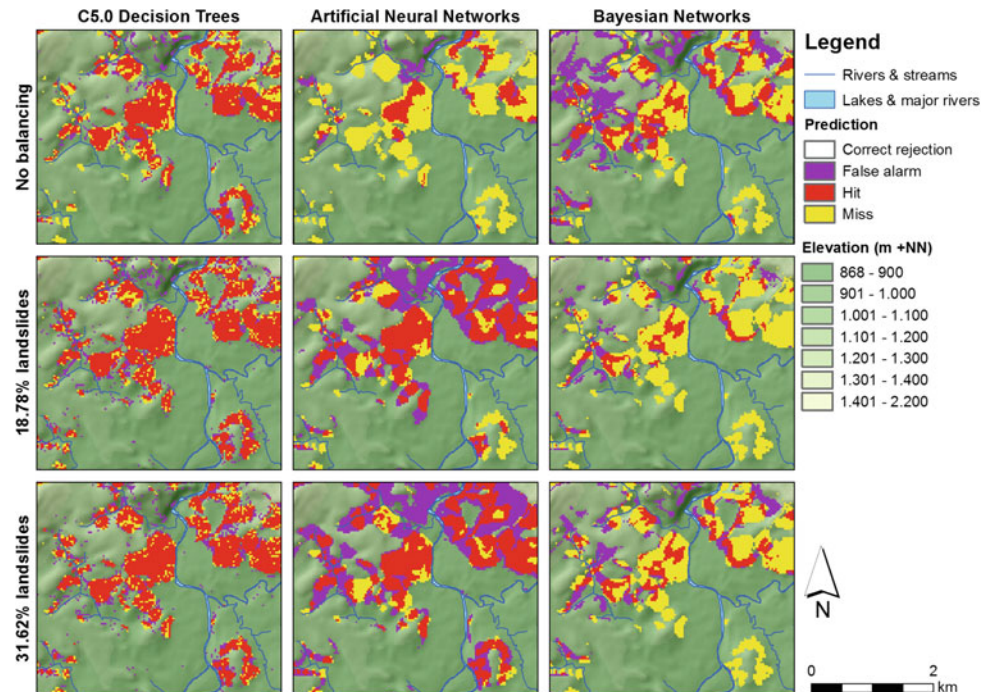 C5.0 Decision Trees
Artificial Neural Networks
Bayesian Networks
No balancing
18.78% landslides
31.62% landslides
Legend
Rivers & streams
Lakes & major rivers
Prediction
Correct rejection
False alarm
Hit
Miss
Elevation (m +NN)
868 - 900
901 - 1.000
1.001 - 1.100
1.101 - 1.200
1.201 - 1.300
1.301 - 1.400
1.401 - 2.200
N
0 2
km